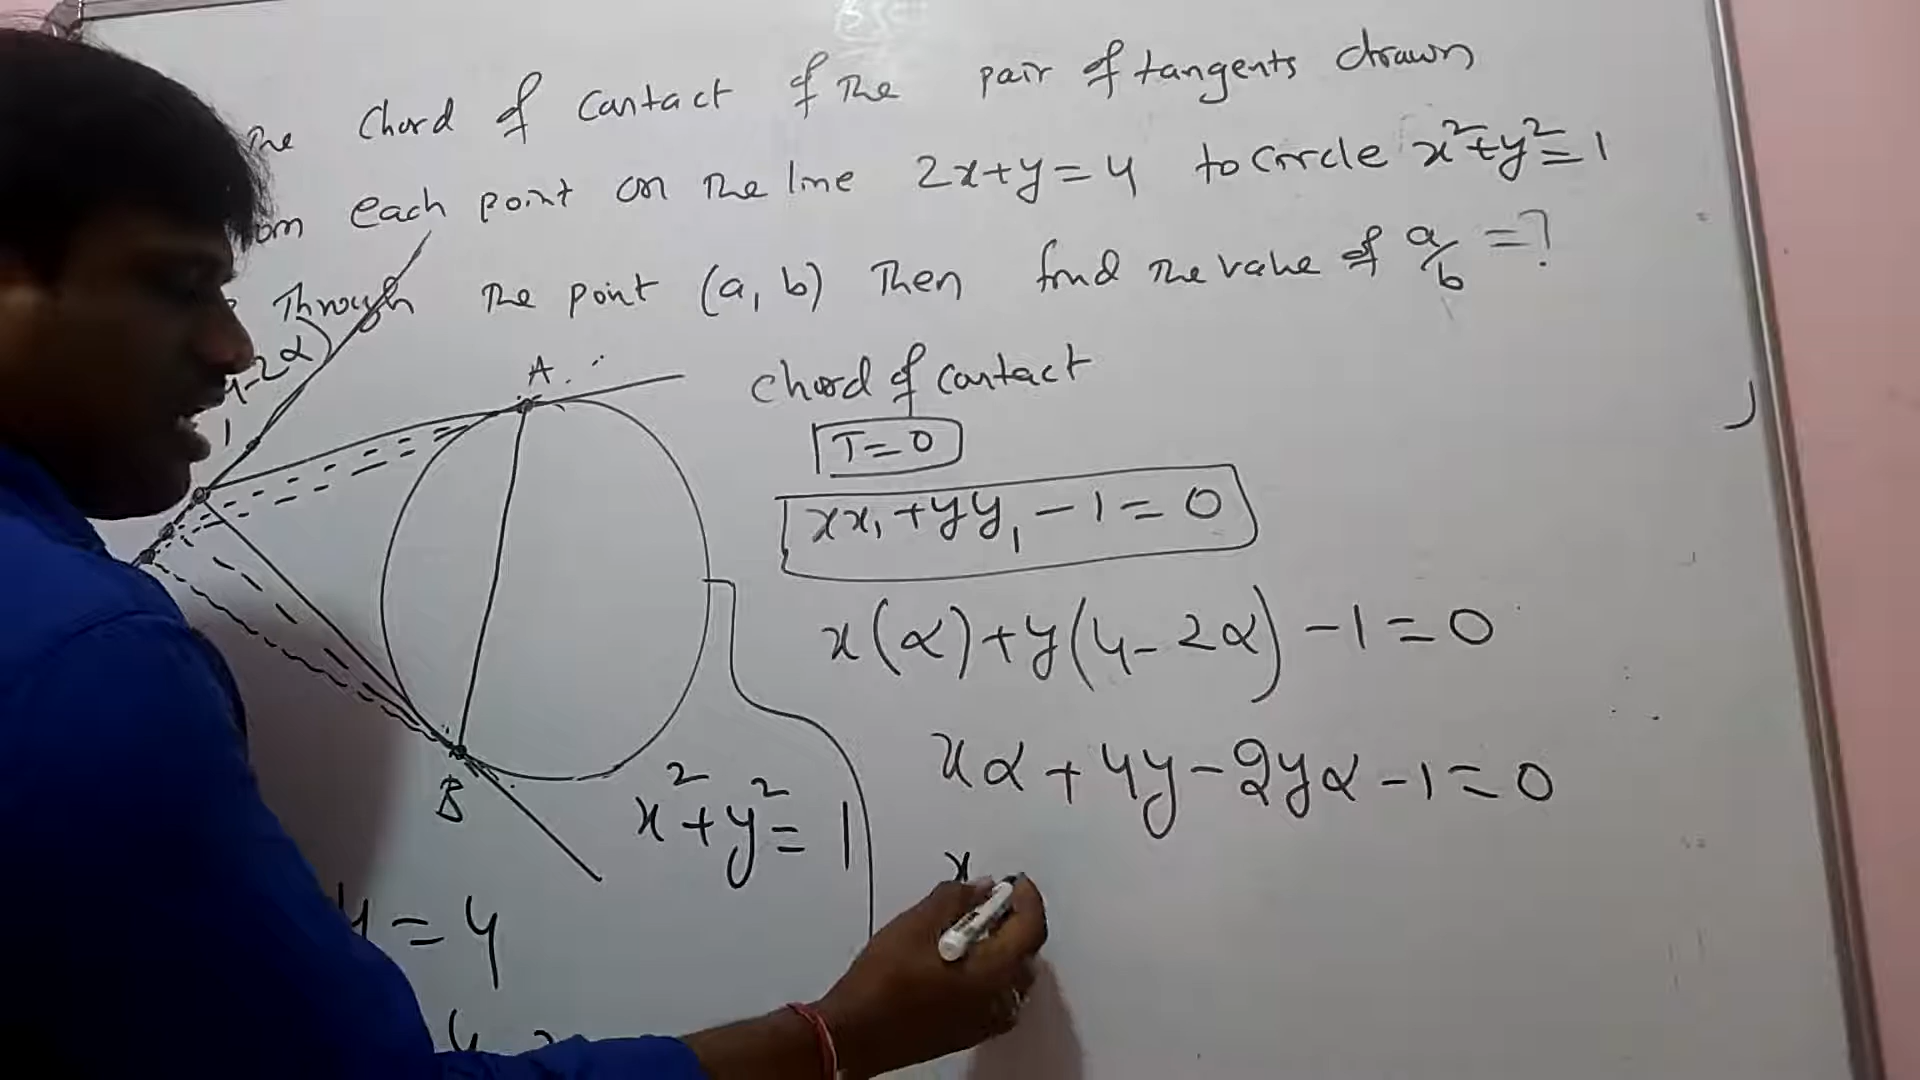 The Chord of Contact of The pair of tangents drawn
om each point on The line 2x+y=4 to Circle x²+y²=1
Through The point (a, b) Then find The value of a/b =?
4-2α)
A
B
x²+y²=1
y=4
Chord of Contact
T=0
xx₁+yy₁-1=0
x(α)+y(4-2α)-1=0
xα+4y-2yα-1=0
x